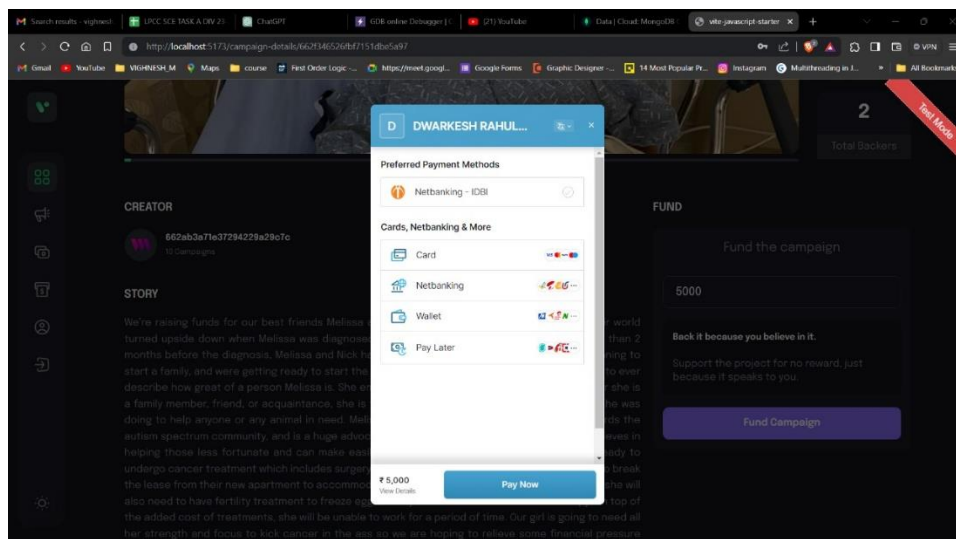 Search results - vighnesh
LPCC SCE TASK A DIV 23
ChatGPT
GDB online Debugger | C
(21) YouTube
Data | Cloud: MongoDB C
vite-javascript-starter
http://localhost:5173/campaign-details/662f346526fbf7151dbe5a97
VPN
Gmail
YouTube
VIGHNESH_M
Maps
course
First Order Logic -...
https://meet.googl...
Google Forms
Graphic Designer -...
14 Most Popular Pr...
Instagram
Multithreading in J...
All Bookmarks
Test Mode
2
Total Backers
D DWARKESH RAHUL...
Preferred Payment Methods
Netbanking - IDBI
Cards, Netbanking & More
Card
Netbanking
Wallet
Pay Later
₹ 5,000
View Details
Pay Now
CREATOR
662ab3a71e37294229a29c7c
10 Campaigns
STORY
We're raising funds for our best friends Melissa
r world
turned upside down when Melissa was diagnosed
than 2
months before the diagnosis, Melissa and Nick
ning to
start a family, and were getting ready to start the
to ever
describe how great of a person Melissa is. She
she is
a family member, friend, or acquaintance, she is
he was
doing to help anyone or any animal in need.
rds the
autism spectrum community, and is a huge
eves in
helping those less fortunate and can make
ady to
undergo cancer treatment which includes surgery
break
the lease from their new apartment to
she will
also need to have fertility treatment to freeze
top of
the added cost of treatments, she will be unable to work for a period of time. Our girl is going to need all
her strength and focus to kick cancer in the ass so we are hoping to relieve some financial pressure
FUND
Fund the campaign
5000
Back it because you believe in it.
Support the project for no reward, just
because it speaks to you.
Fund Campaign